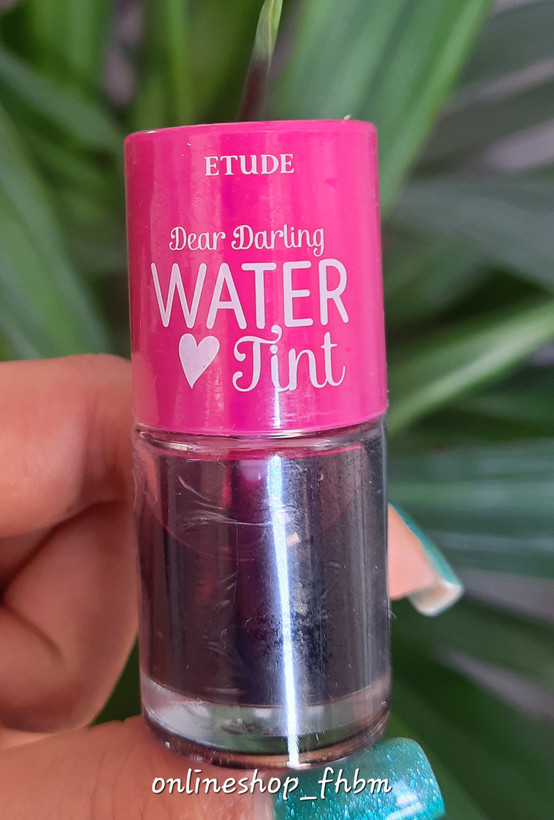 ETUDE
Dear Darling
WATER
Tint
onlineshop_fhbm